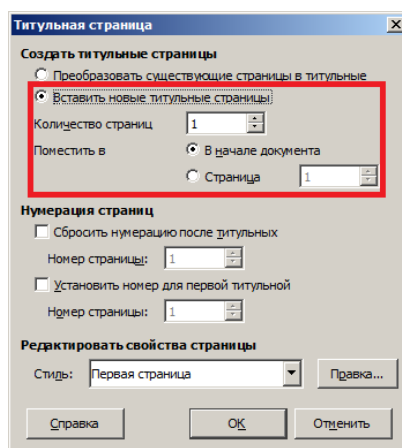 Титульная страница
Создать титульные страницы
Преобразовать существующие страницы в титульные
Вставить новые титульные страницы
Количество страниц 1
Поместить в В начале документа
Страница 1
Нумерация страниц
Сбросить нумерацию после титульных
Номер страницы: 1
Установить номер для первой титульной
Номер страницы: 1
Редактировать свойства страницы
Стиль: Первая страница Правка...
Справка OK Отменить